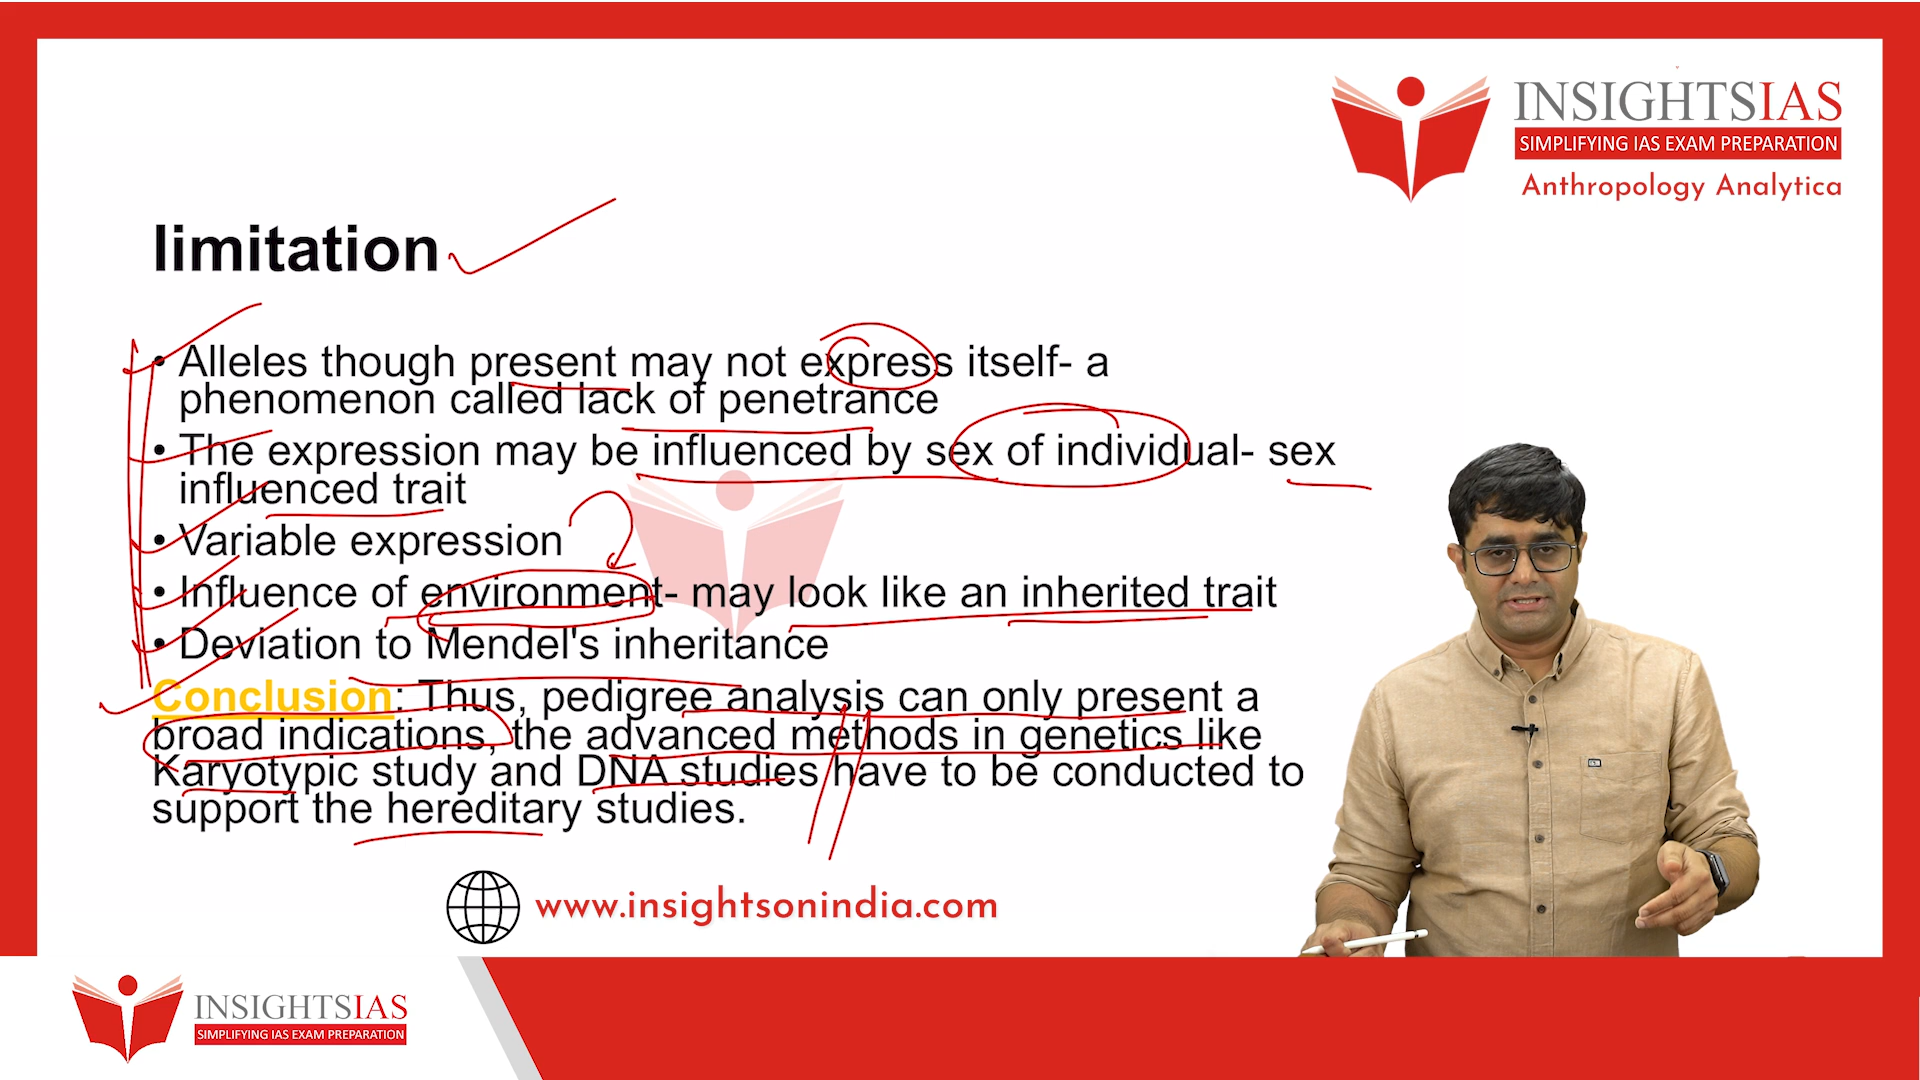 INSIGHTSIAS
SIMPLIFYING IAS EXAM PREPARATION
Anthropology Analytica
limitation
• Alleles though present may not express itself- a
phenomenon called lack of penetrance
• The expression may be influenced by sex of individual- sex
influenced trait
• Variable expression
• Influence of environment- may look like an inherited trait
• Deviation to Mendel's inheritance
Conclusion: Thus, pedigree analysis can only present a
broad indications, the advanced methods in genetics like
Karyotypic study and DNA studies have to be conducted to
support the hereditary studies.
www.insightsonindia.com
INSIGHTSIAS
SIMPLIFYING IAS EXAM PREPARATION